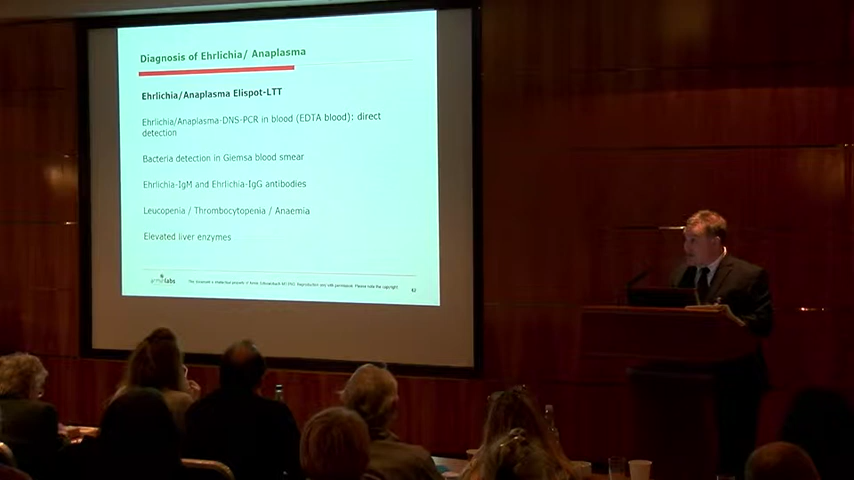 Diagnosis of Ehrlichia/ Anaplasma
Ehrlichia/Anaplasma Elispot-LTT
Ehrlichia/Anaplasma-DNS-PCR in blood (EDTA blood): direct
detection
Bacteria detection in Giemsa blood smear
Ehrlichia-IgM and Ehrlichia-IgG antibodies
Leucopenia / Thrombocytopenia / Anaemia
Elevated liver enzymes
labs